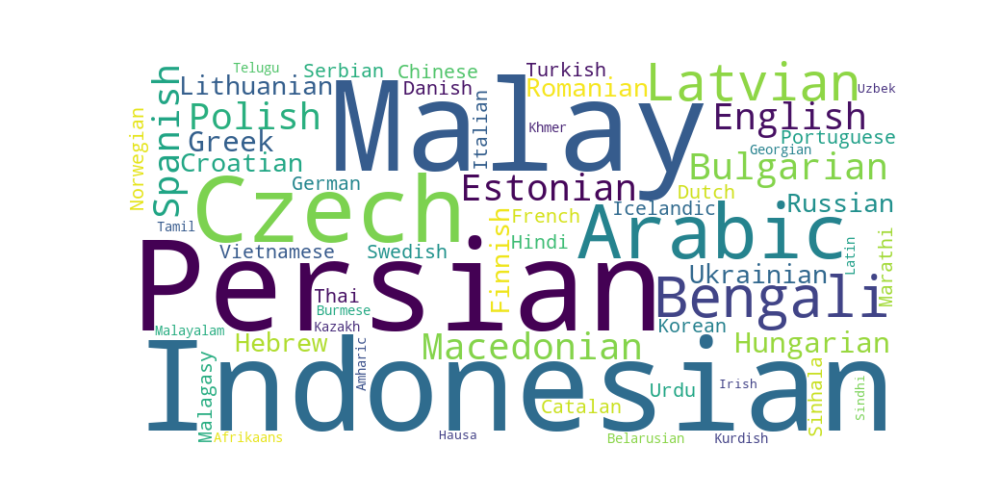 Telugu
Serbian
Chinese
Turkish
Latvian
Lithuanian
Danish
Romanian
Uzbek
Malay
Spanish
Norwegian
Polish
Italian
Khmer
English
Greek
Portuguese
Croatian
Georgian
Bulgarian
German
Czech
Estonian
Dutch
Tamil
French
Icelandic
Russian
Arabic
Vietnamese
Swedish
Finnish
Hindi
Latin
Marathi
Persian
Ukrainian
Thai
Bengali
Burmese
Malayalam
Kazakh
Korean
Hebrew
Macedonian
Hungarian
Indonesian
Malagasy
Amharic
Urdu
Irish
Sinhala
Sindhi
Catalan
Afrikaans
Hausa
Belarusian
Kurdish